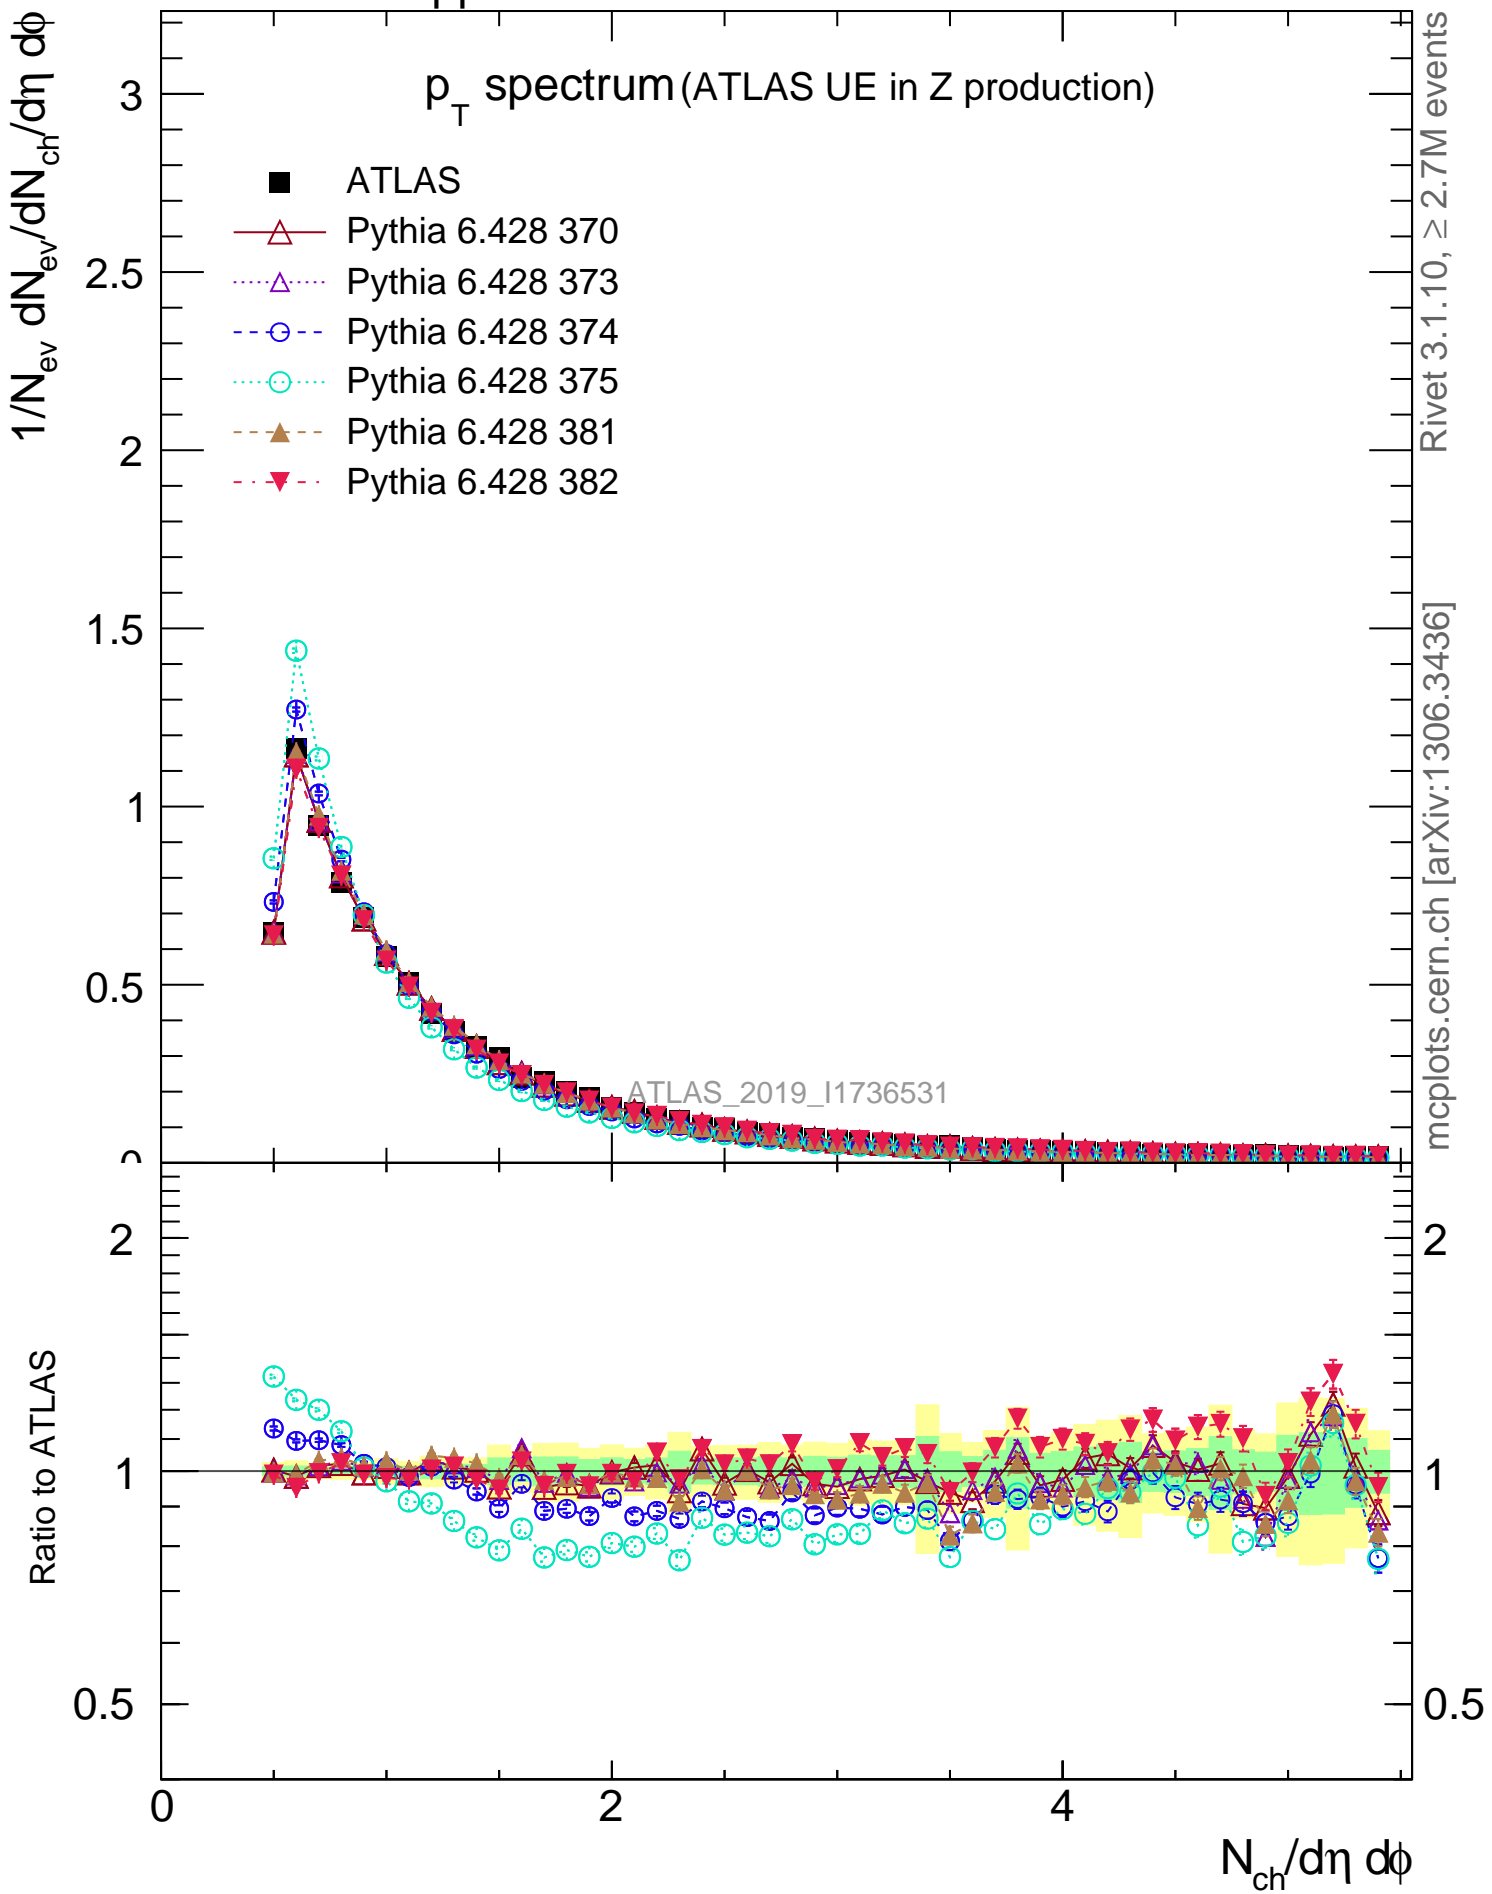 1/N_ev dN_ev/dN_ch/dη dϕ
p_T spectrum (ATLAS UE in Z production)
ATLAS
Pythia 6.428 370
Pythia 6.428 373
Pythia 6.428 374
Pythia 6.428 375
Pythia 6.428 381
Pythia 6.428 382
3
2.5
2
1.5
1
0.5
0
ATLAS_2019_I1736531
Rivet 3.1.10, ≥ 2.7M events
mcplots.cern.ch [arXiv:1306.3436]
Ratio to ATLAS
2
1
0.5
2
1
0.5
0
2
4
N_ch/dη dϕ